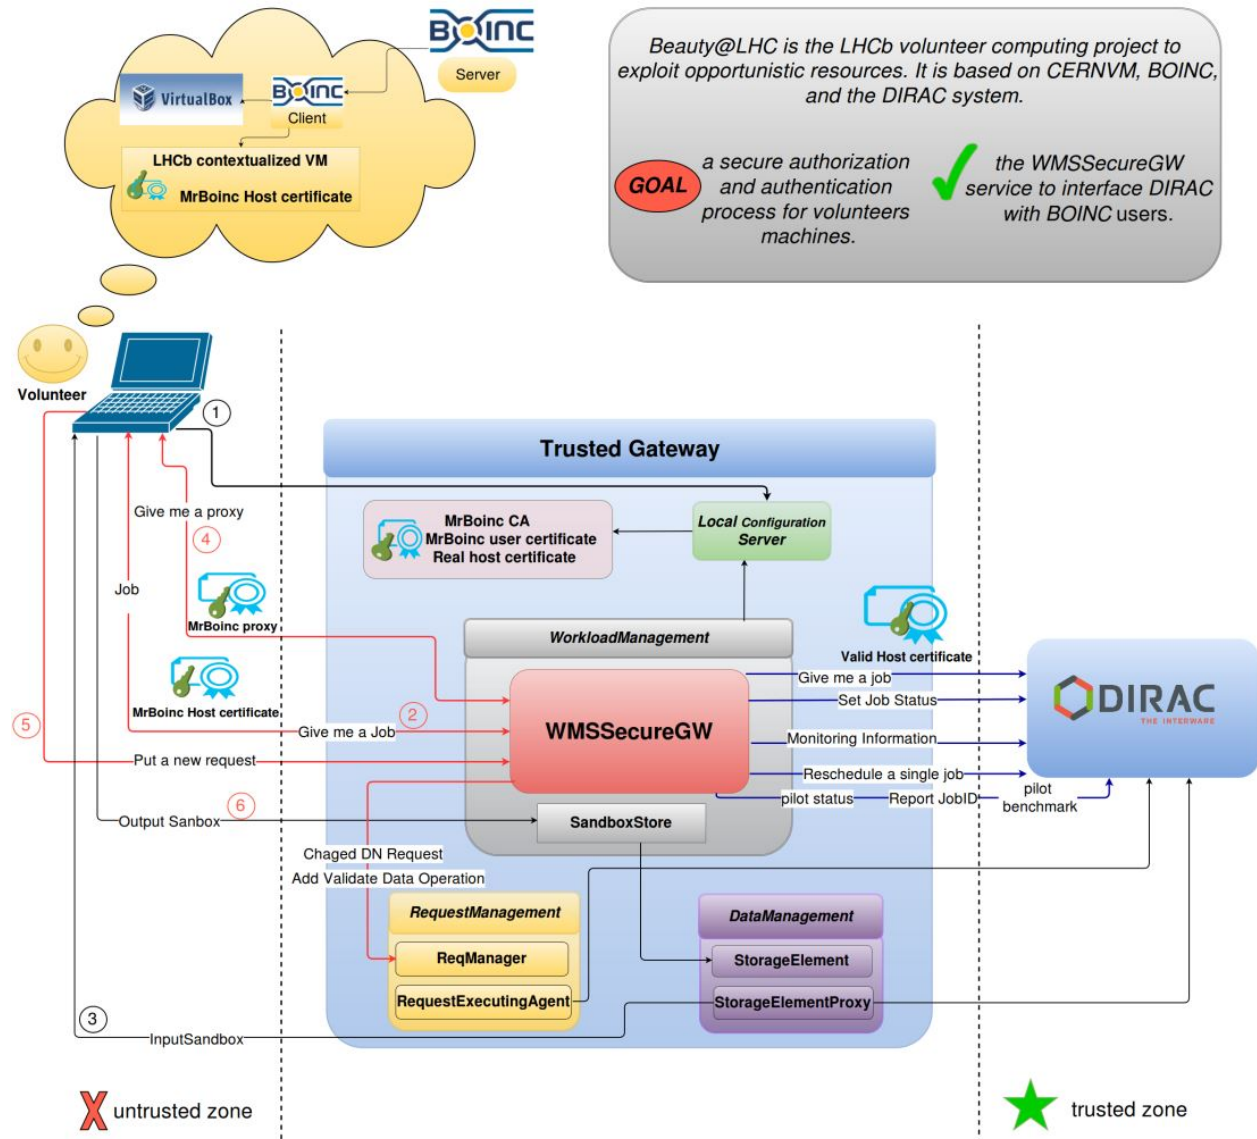 BOINC
Server
VirtualBox
BOINC
Client
LHCb contextualized VM
MrBoinc Host certificate
Beauty@LHC is the LHCb volunteer computing project to
exploit opportunistic resources. It is based on CERNVM, BOINC,
and the DIRAC system.
GOAL
a secure authorization
and authentication
process for volunteers
machines.
the WMSSecureGW
service to interface DIRAC
with BOINC users.
Volunteer
1
Trusted Gateway
Give me a proxy
4
MrBoinc CA
MrBoinc user certificate
Real host certificate
Local Configuration
Server
Job
MrBoinc proxy
WorkloadManagement
Valid Host certificate
MrBoinc Host certificate
Give me a job
5
2
Give me a Job
WMSSecureGW
Set Job Status
DIRAC
THE INTERWARE
Monitoring Information
Put a new request
Reschedule a single job
6
pilot status
Report JobID
pilot
benchmark
Output Sanbox
SandboxStore
Chaged DN Request
Add Validate Data Operation
RequestManagement
DataManagement
ReqManager
StorageElement
RequestExecutingAgent
StorageElementProxy
3
InputSandbox
X untrusted zone
trusted zone